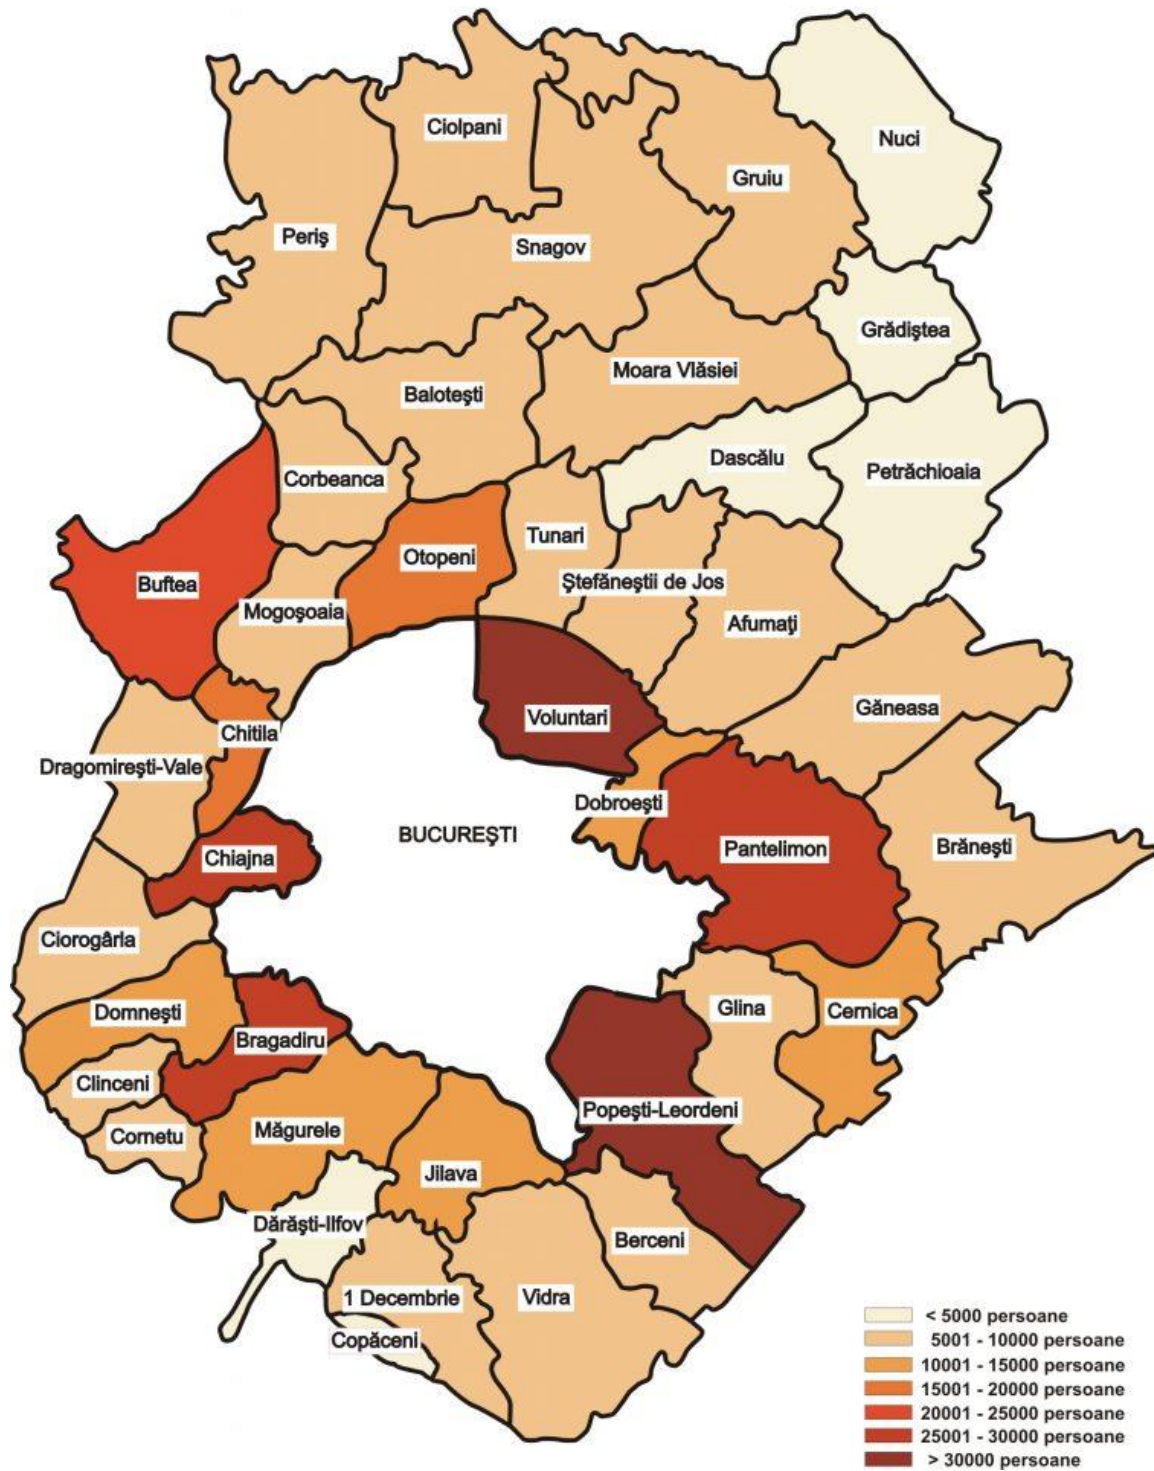 Ciolpani
Nuci
Gruiu
Periş
Snagov
Grădiştea
Moara Vlăsiei
Baloteşti
Dascălu
Petrăchioaia
Corbeanca
Tunari
Otopeni
Buftea
Ştefăneştii de Jos
Mogoşoaia
Afumaţi
Găneasa
Voluntari
Chitila
Dragomireşti-Vale
Dobroeşti
BUCUREŞTI
Pantelimon
Brăneşti
Chiajna
Ciorogârla
Glina
Cernica
Domneşti
Bragadiru
Clinceni
Popeşti-Leordeni
Cornetu
Măgurele
Jilava
Dărăşti-Ilfov
Berceni
1 Decembrie
Vidra
Copăceni
< 5000 persoane
5001 - 10000 persoane
10001 - 15000 persoane
15001 - 20000 persoane
20001 - 25000 persoane
25001 - 30000 persoane
> 30000 persoane